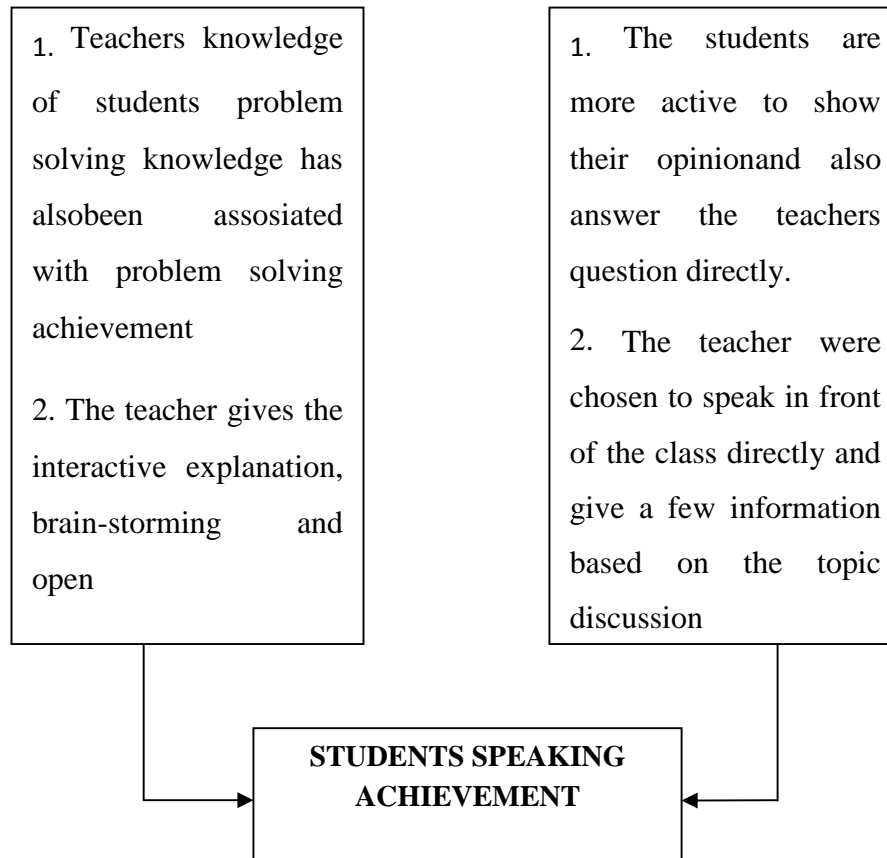 1. Teachers knowledge
of students problem
solving knowledge has
alsobeen assosiated
with problem solving
achievement
2. The teacher gives the
interactive explanation,
brain-storming and
open
1. The students are
more active to show
their opinionand also
answer the teachers
question directly.
2. The teacher were
chosen to speak in front
of the class directly and
give a few information
based on the topic
discussion
STUDENTS SPEAKING
ACHIEVEMENT